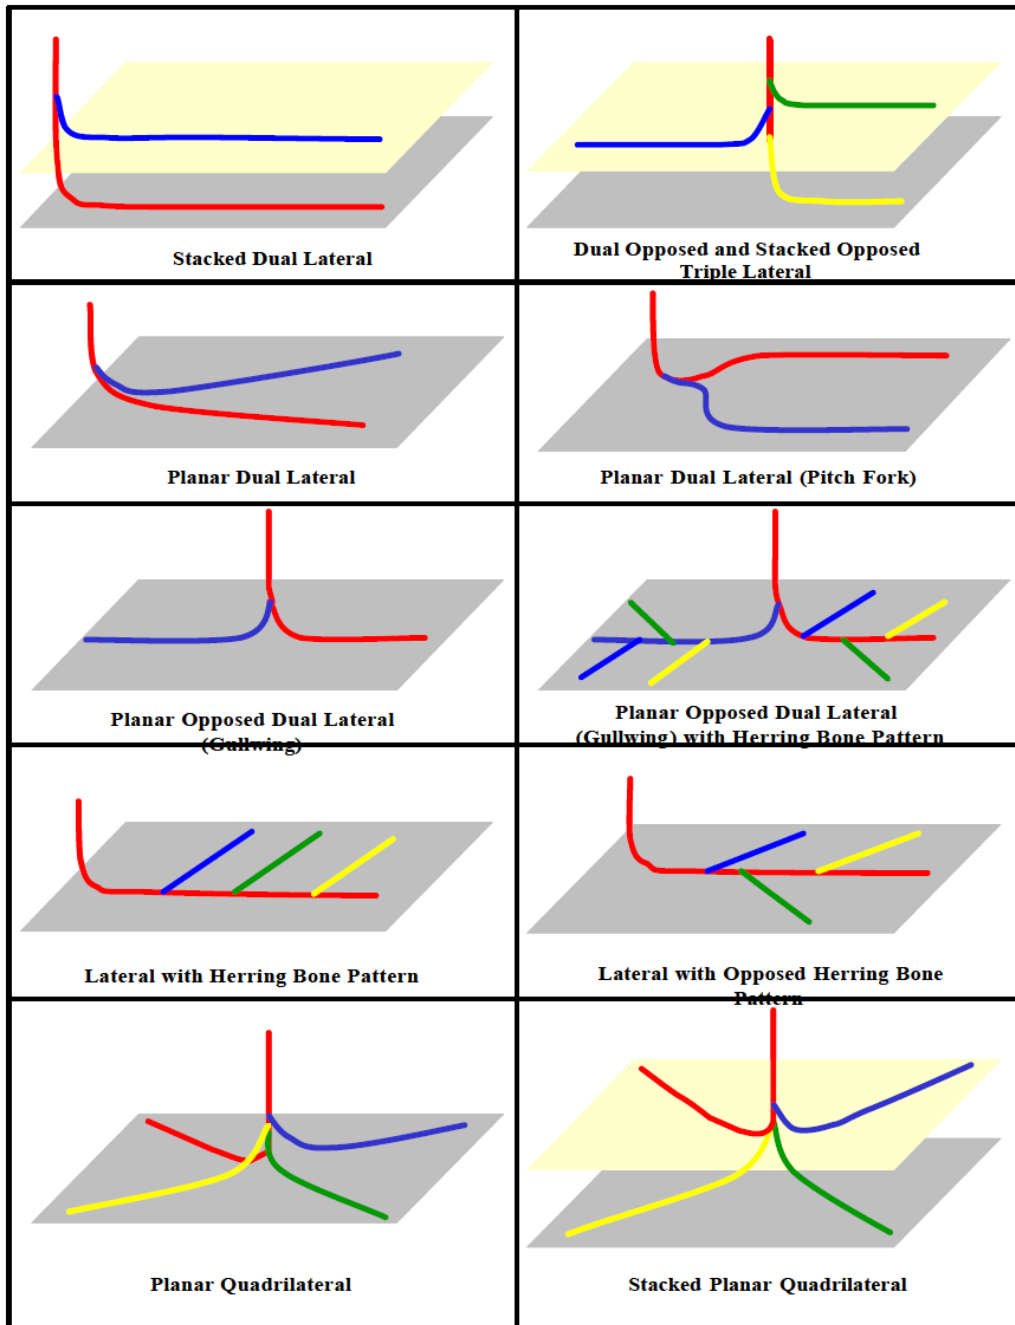 Stacked Dual Lateral
Dual Opposed and Stacked Opposed
Triple Lateral
Planar Dual Lateral
Planar Dual Lateral (Pitch Fork)
Planar Opposed Dual Lateral
(Gullwing)
Planar Opposed Dual Lateral
(Gullwing) with Herring Bone Pattern
Lateral with Herring Bone Pattern
Lateral with Opposed Herring Bone
Pattern
Planar Quadrilateral
Stacked Planar Quadrilateral